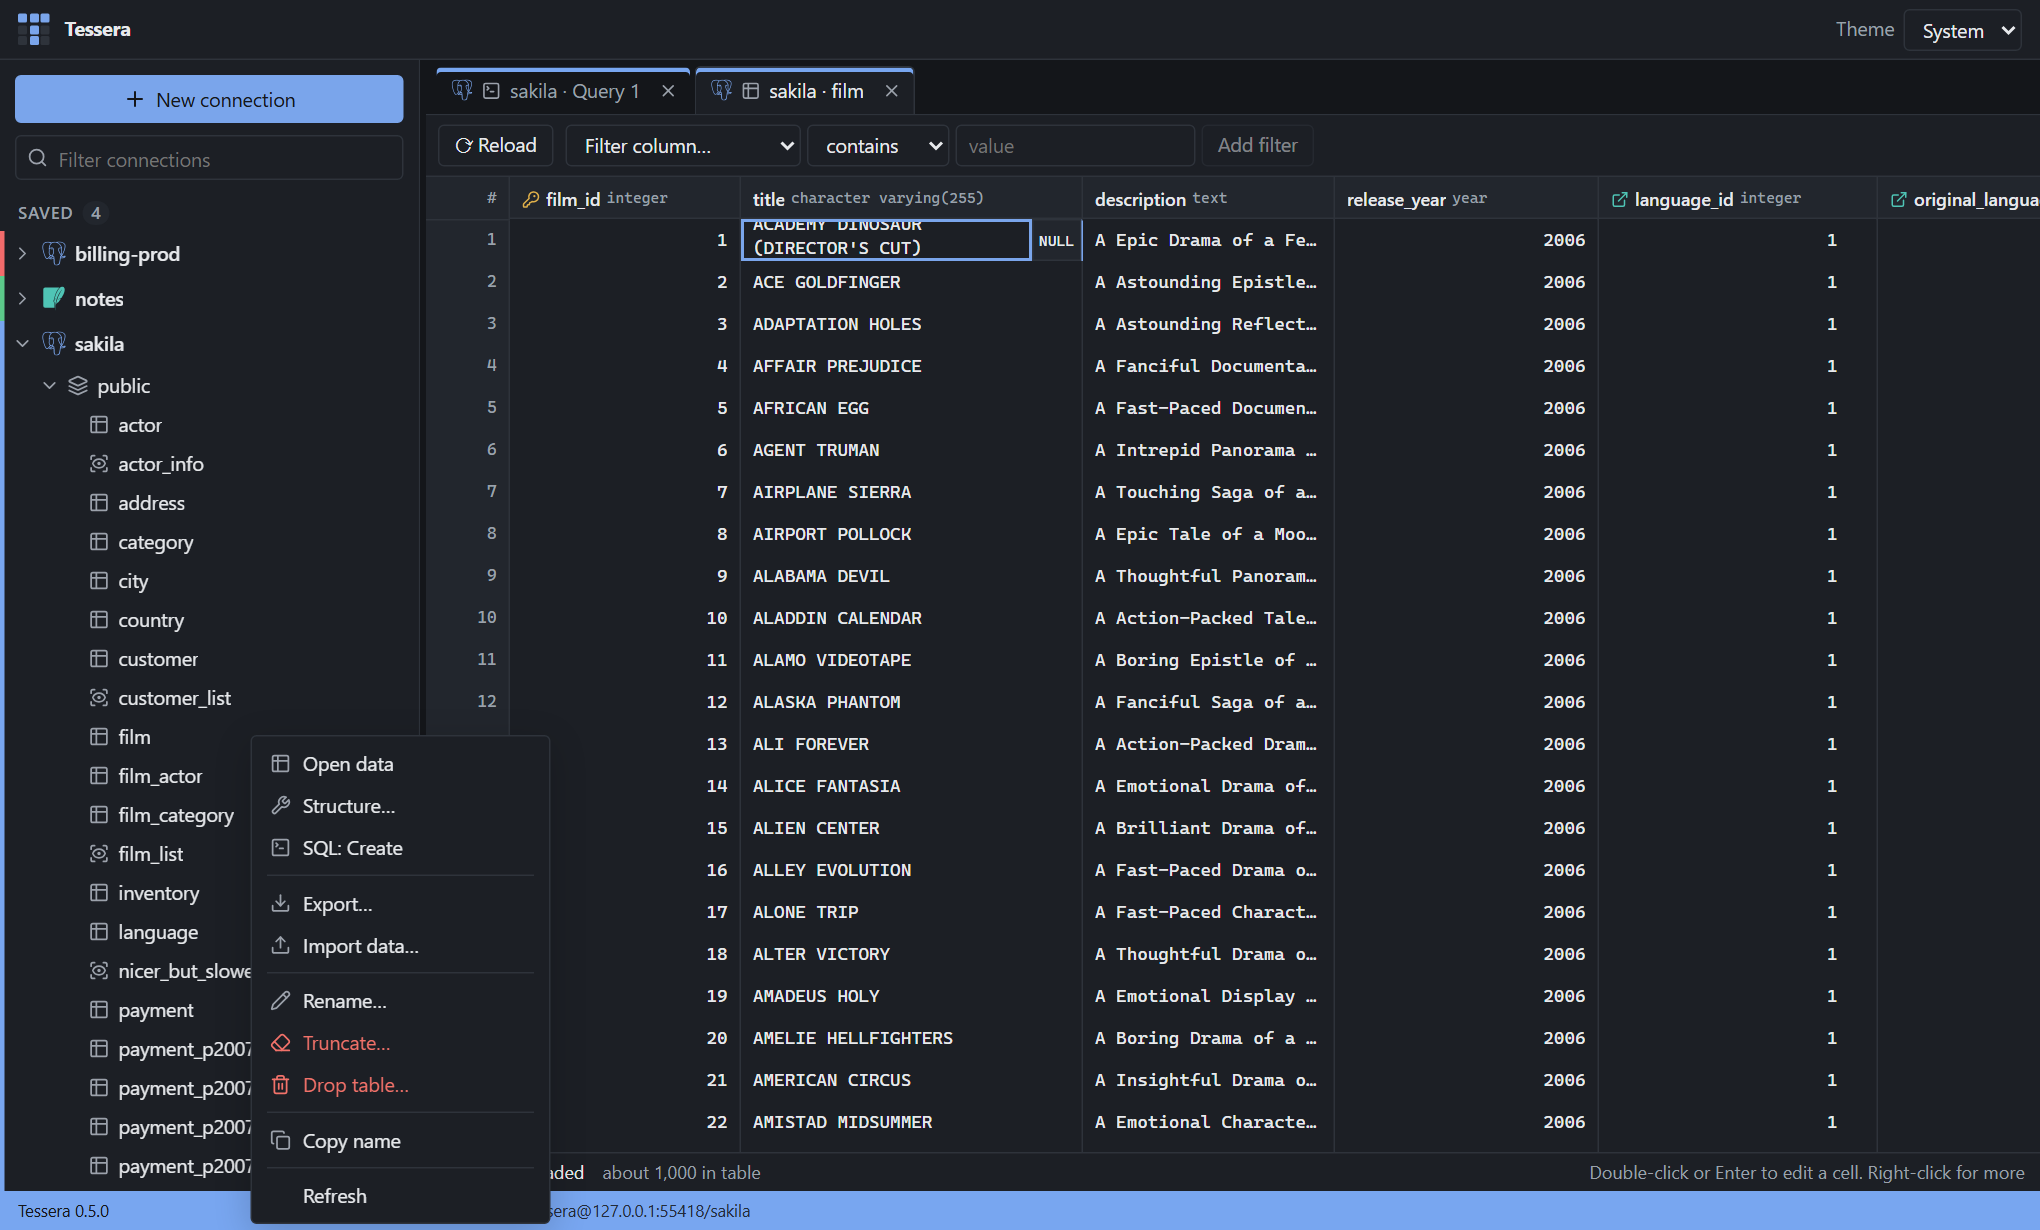 Tessera
Theme System
New connection
Filter connections
SAVED 4
billing-prod
notes
sakila
public
actor
actor_info
address
category
city
country
customer
customer_list
film
film_actor
film_category
film_list
inventory
language
nicer_but_slowe
payment
payment_p2007
payment_p2007
payment_p2007
payment_p2007
Open data
Structure...
SQL: Create
Export...
Import data...
Rename...
Truncate...
Drop table...
Copy name
Refresh
sakila · Query 1
sakila · film
Reload Filter column... contains value Add filter
# film_id integer title character varying(255) description text release_year year language_id integer original_langua
1 1 ACADEMY DINOSAUR
(DIRECTOR'S CUT) NULL A Epic Drama of a Fe… 2006 1
2 2 ACE GOLDFINGER A Astounding Epistle… 2006 1
3 3 ADAPTATION HOLES A Astounding Reflect… 2006 1
4 4 AFFAIR PREJUDICE A Fanciful Documenta… 2006 1
5 5 AFRICAN EGG A Fast-Paced Documen… 2006 1
6 6 AGENT TRUMAN A Intrepid Panorama … 2006 1
7 7 AIRPLANE SIERRA A Touching Saga of a… 2006 1
8 8 AIRPORT POLLOCK A Epic Tale of a Moo… 2006 1
9 9 ALABAMA DEVIL A Thoughtful Panoram… 2006 1
10 10 ALADDIN CALENDAR A Action-Packed Tale… 2006 1
11 11 ALAMO VIDEOTAPE A Boring Epistle of … 2006 1
12 12 ALASKA PHANTOM A Fanciful Saga of a… 2006 1
13 ALI FOREVER A Action-Packed Dram… 2006 1
14 ALICE FANTASIA A Emotional Drama of… 2006 1
15 ALIEN CENTER A Brilliant Drama of… 2006 1
16 ALLEY EVOLUTION A Fast-Paced Drama o… 2006 1
17 ALONE TRIP A Fast-Paced Charact… 2006 1
18 ALTER VICTORY A Thoughtful Drama o… 2006 1
19 AMADEUS HOLY A Emotional Display … 2006 1
20 AMELIE HELLFIGHTERS A Boring Drama of a … 2006 1
21 AMERICAN CIRCUS A Insightful Drama o… 2006 1
22 AMISTAD MIDSUMMER A Emotional Characte… 2006 1
aded about 1,000 in table Double-click or Enter to edit a cell. Right-click for more
Tessera 0.5.0 sera@127.0.0.1:55418/sakila